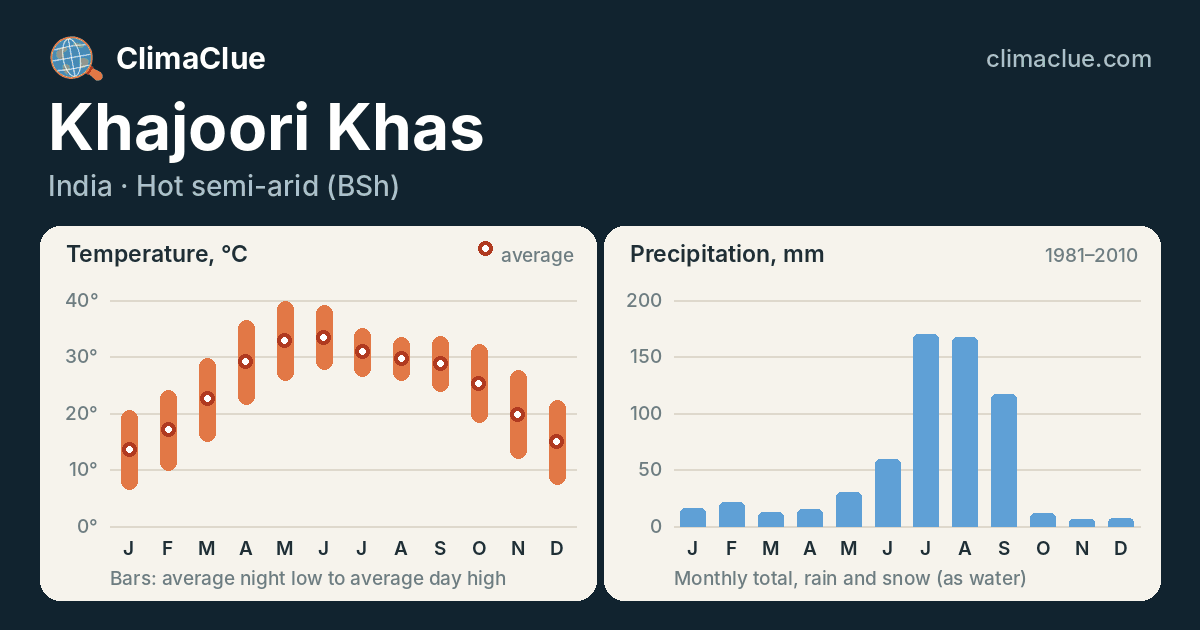 ClimaClue
climaclue.com
Khajoori Khas
India · Hot semi-arid (BSh)
Temperature, °C
average
40°
30°
20°
10°
0°
J F M A M J J A S O N D
Bars: average night low to average day high
Precipitation, mm
1981–2010
200
150
100
50
0
J F M A M J J A S O N D
Monthly total, rain and snow (as water)